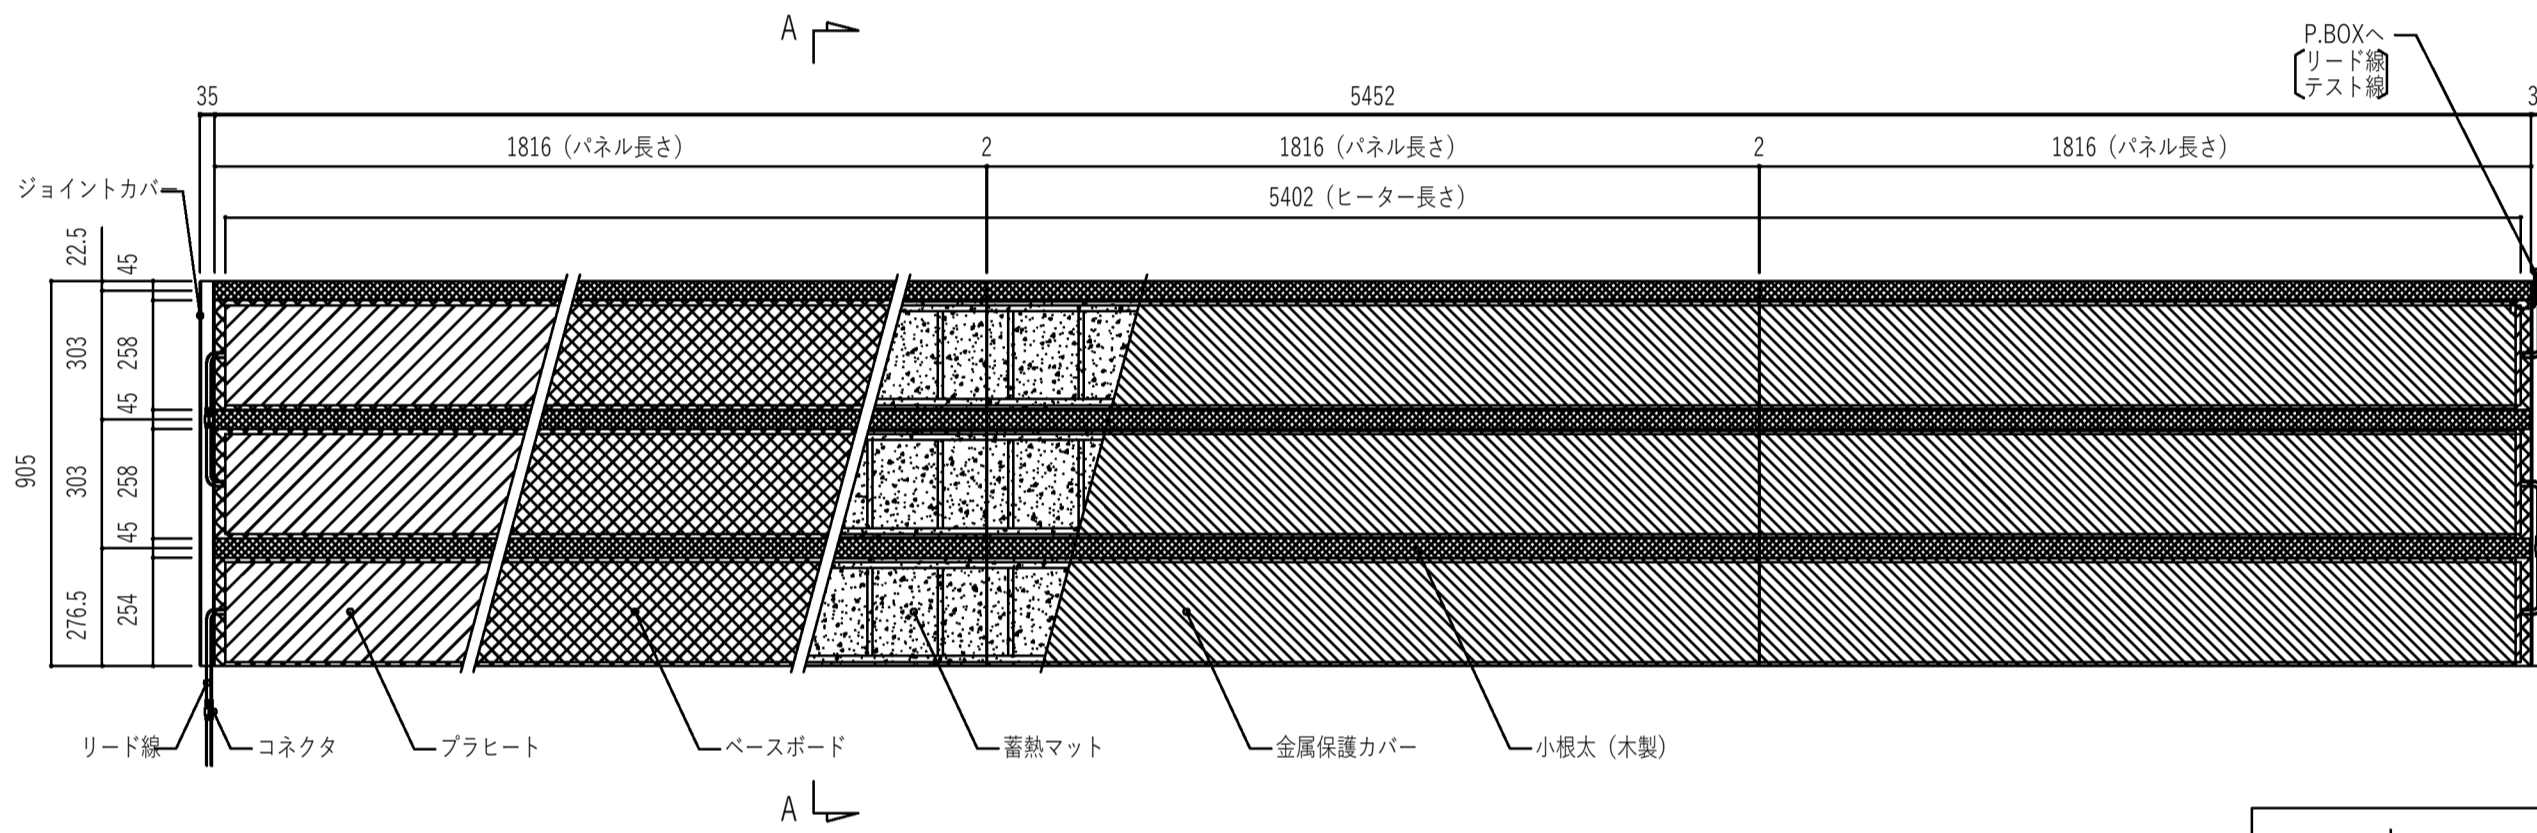 A
P.BOXへ
リード線
テスト線
35
5452
3
1816（パネル長さ）
2
1816（パネル長さ）
2
1816（パネル長さ）
ジョイントカバー
5402（ヒーター長さ）
22.5
45
303
258
45
905
303
258
45
276.5
254
リード線
コネクタ
プラヒート
ベースボード
蓄熱マット
金属保護カバー
小根太（木製）
A